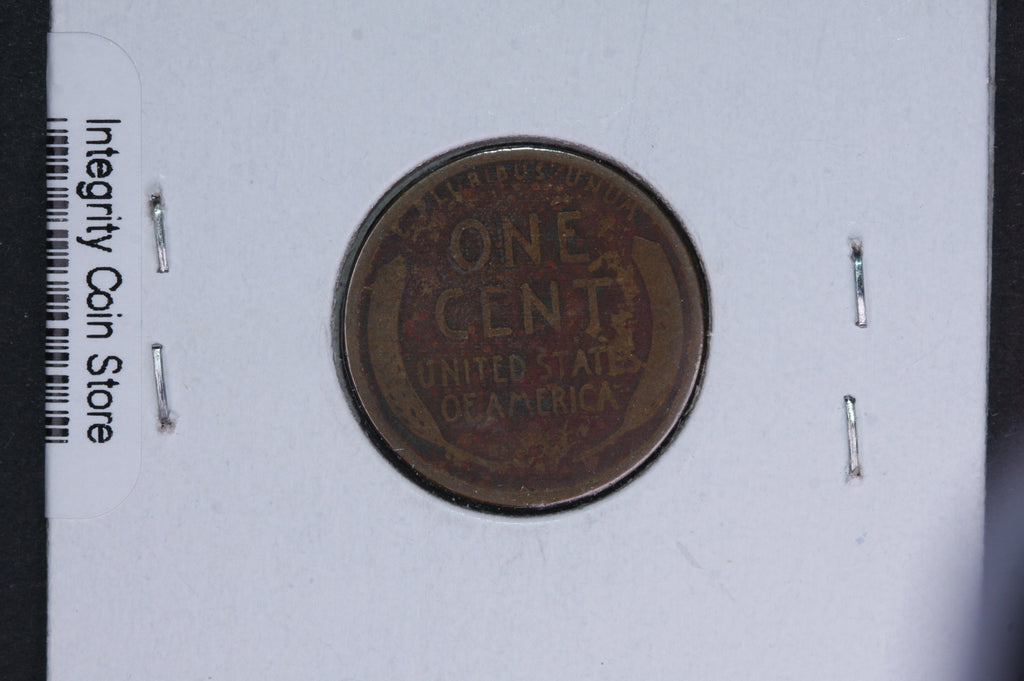 Integrity Coin Store
PLURIBUS UNUM
ONE
CENT
UNITED STATES
OF AMERICA